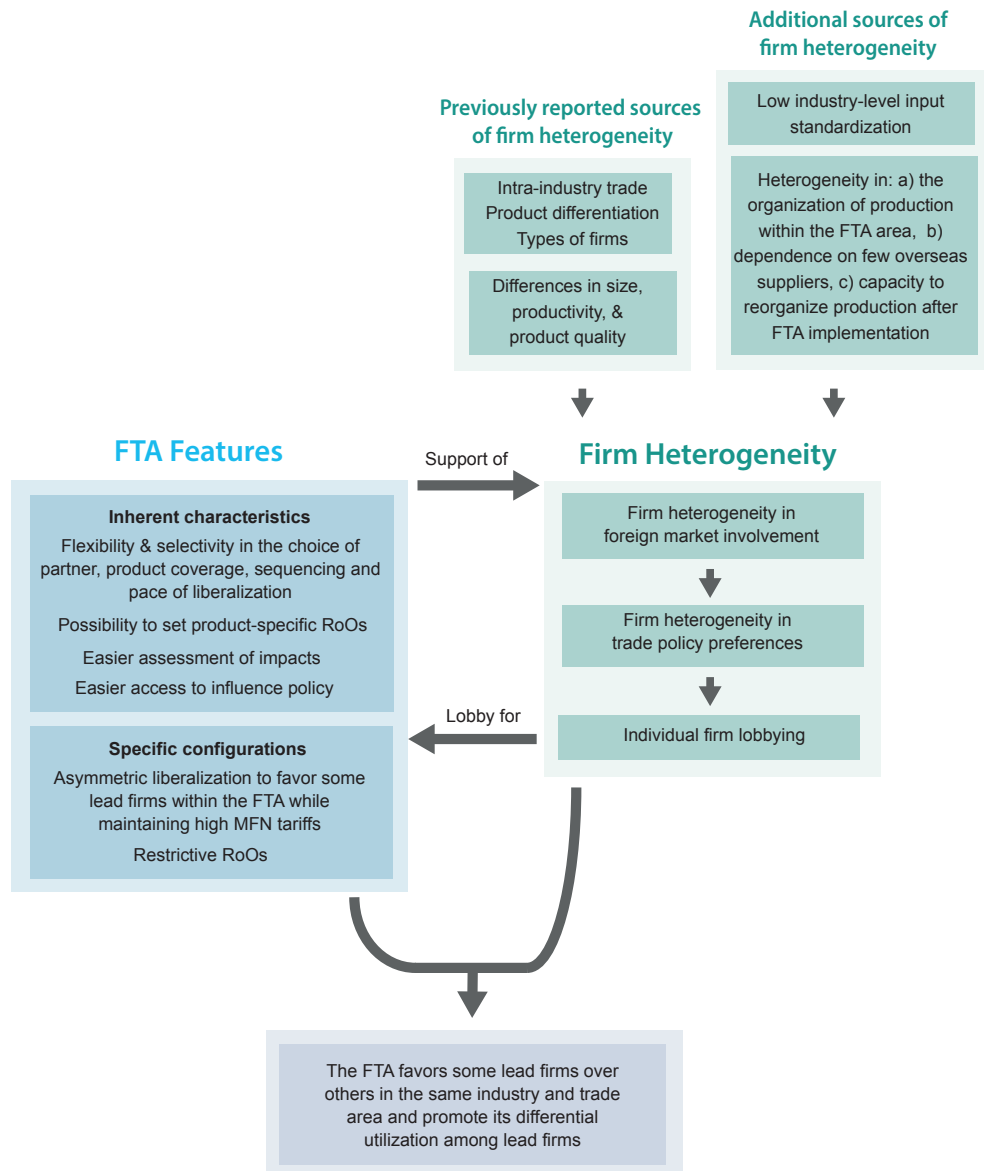 Additional sources of
firm heterogeneity
Low industry-level input
standardization
Heterogeneity in: a) the
organization of production
within the FTA area,  b)
dependence on few overseas
suppliers, c) capacity to
reorganize production after
FTA implementation
Previously reported sources
of firm heterogeneity
Intra-industry trade
Product differentiation
Types of firms
Differences in size,
productivity, &
product quality
FTA Features
Inherent characteristics
Flexibility & selectivity in the choice of
partner, product coverage, sequencing and
pace of liberalization
Possibility to set product-specific RoOs
Easier assessment of impacts
Easier access to influence policy
Specific configurations
Asymmetric liberalization to favor some
lead firms within the FTA while
maintaining high MFN tariffs
Restrictive RoOs
Support of
Lobby for
Firm Heterogeneity
Firm heterogeneity in
foreign market involvement
Firm heterogeneity in
trade policy preferences
Individual firm lobbying
The FTA favors some lead firms over
others in the same industry and trade
area and promote its differential
utilization among lead firms